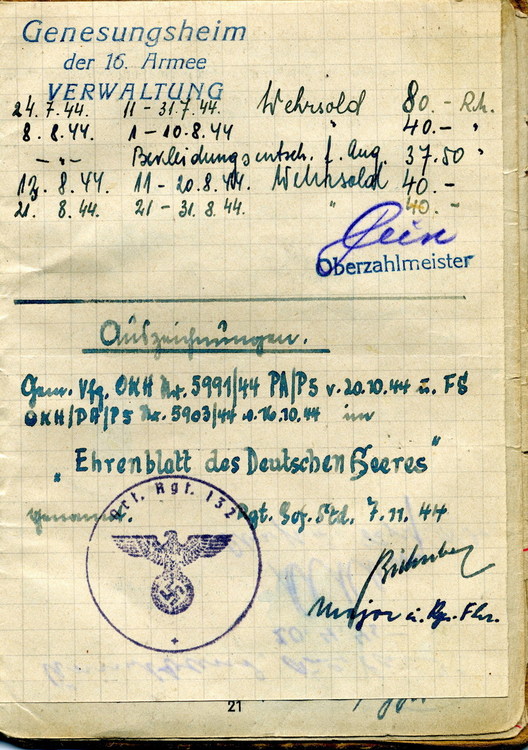 Genesungsheim
der 16. Armee
VERWALTUNG
24.7.44. 11-31.7.44. Wehrsold 80.- R.M.
8.8.44 1-10.8.44 " 40.- "
-"- Bekleidungsentsch. f. Aug. 37.50 "
12.8.44. 11-20.8.44. Wehrsold 40.-
21. 8.44. 21-31.8.44. " 40.-
Oberzahlmeister
Auszeichnungen.
Gem. Vfg. OKH Nr. 5991/44 PA/P5 v. 20.10.44 u. FS
OKH/PA/P5 Nr. 5903/44 v. 16.10.44 im
"Ehrenblatt des Deutschen Heeres"
genannt. Rgt. Gef. Std. 7.11.44
Art. Rgt. 132
Major u. Rgs. Fhr.
21